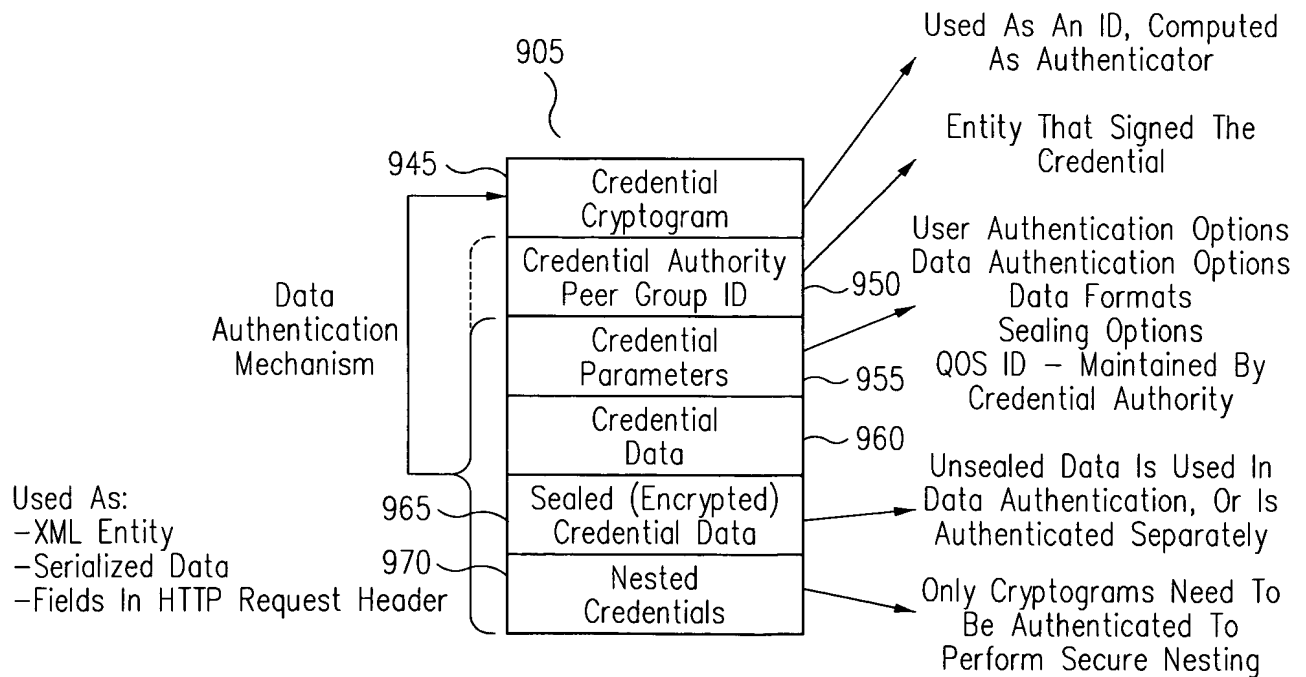 905
Used As An ID, Computed
As Authenticator
Entity That Signed The
Credential
945
Credential
Cryptogram
Credential Authority
Peer Group ID
950
User Authentication Options
Data Authentication Options
Data Formats
Sealing Options
QOS ID – Maintained By
Credential Authority
Data
Authentication
Mechanism
Credential
Parameters
955
Credential
Data
960
Used As:
-XML Entity
-Serialized Data
-Fields In HTTP Request Header
965
Sealed (Encrypted)
Credential Data
Unsealed Data Is Used In
Data Authentication, Or Is
Authenticated Separately
970
Nested
Credentials
Only Cryptograms Need To
Be Authenticated To
Perform Secure Nesting